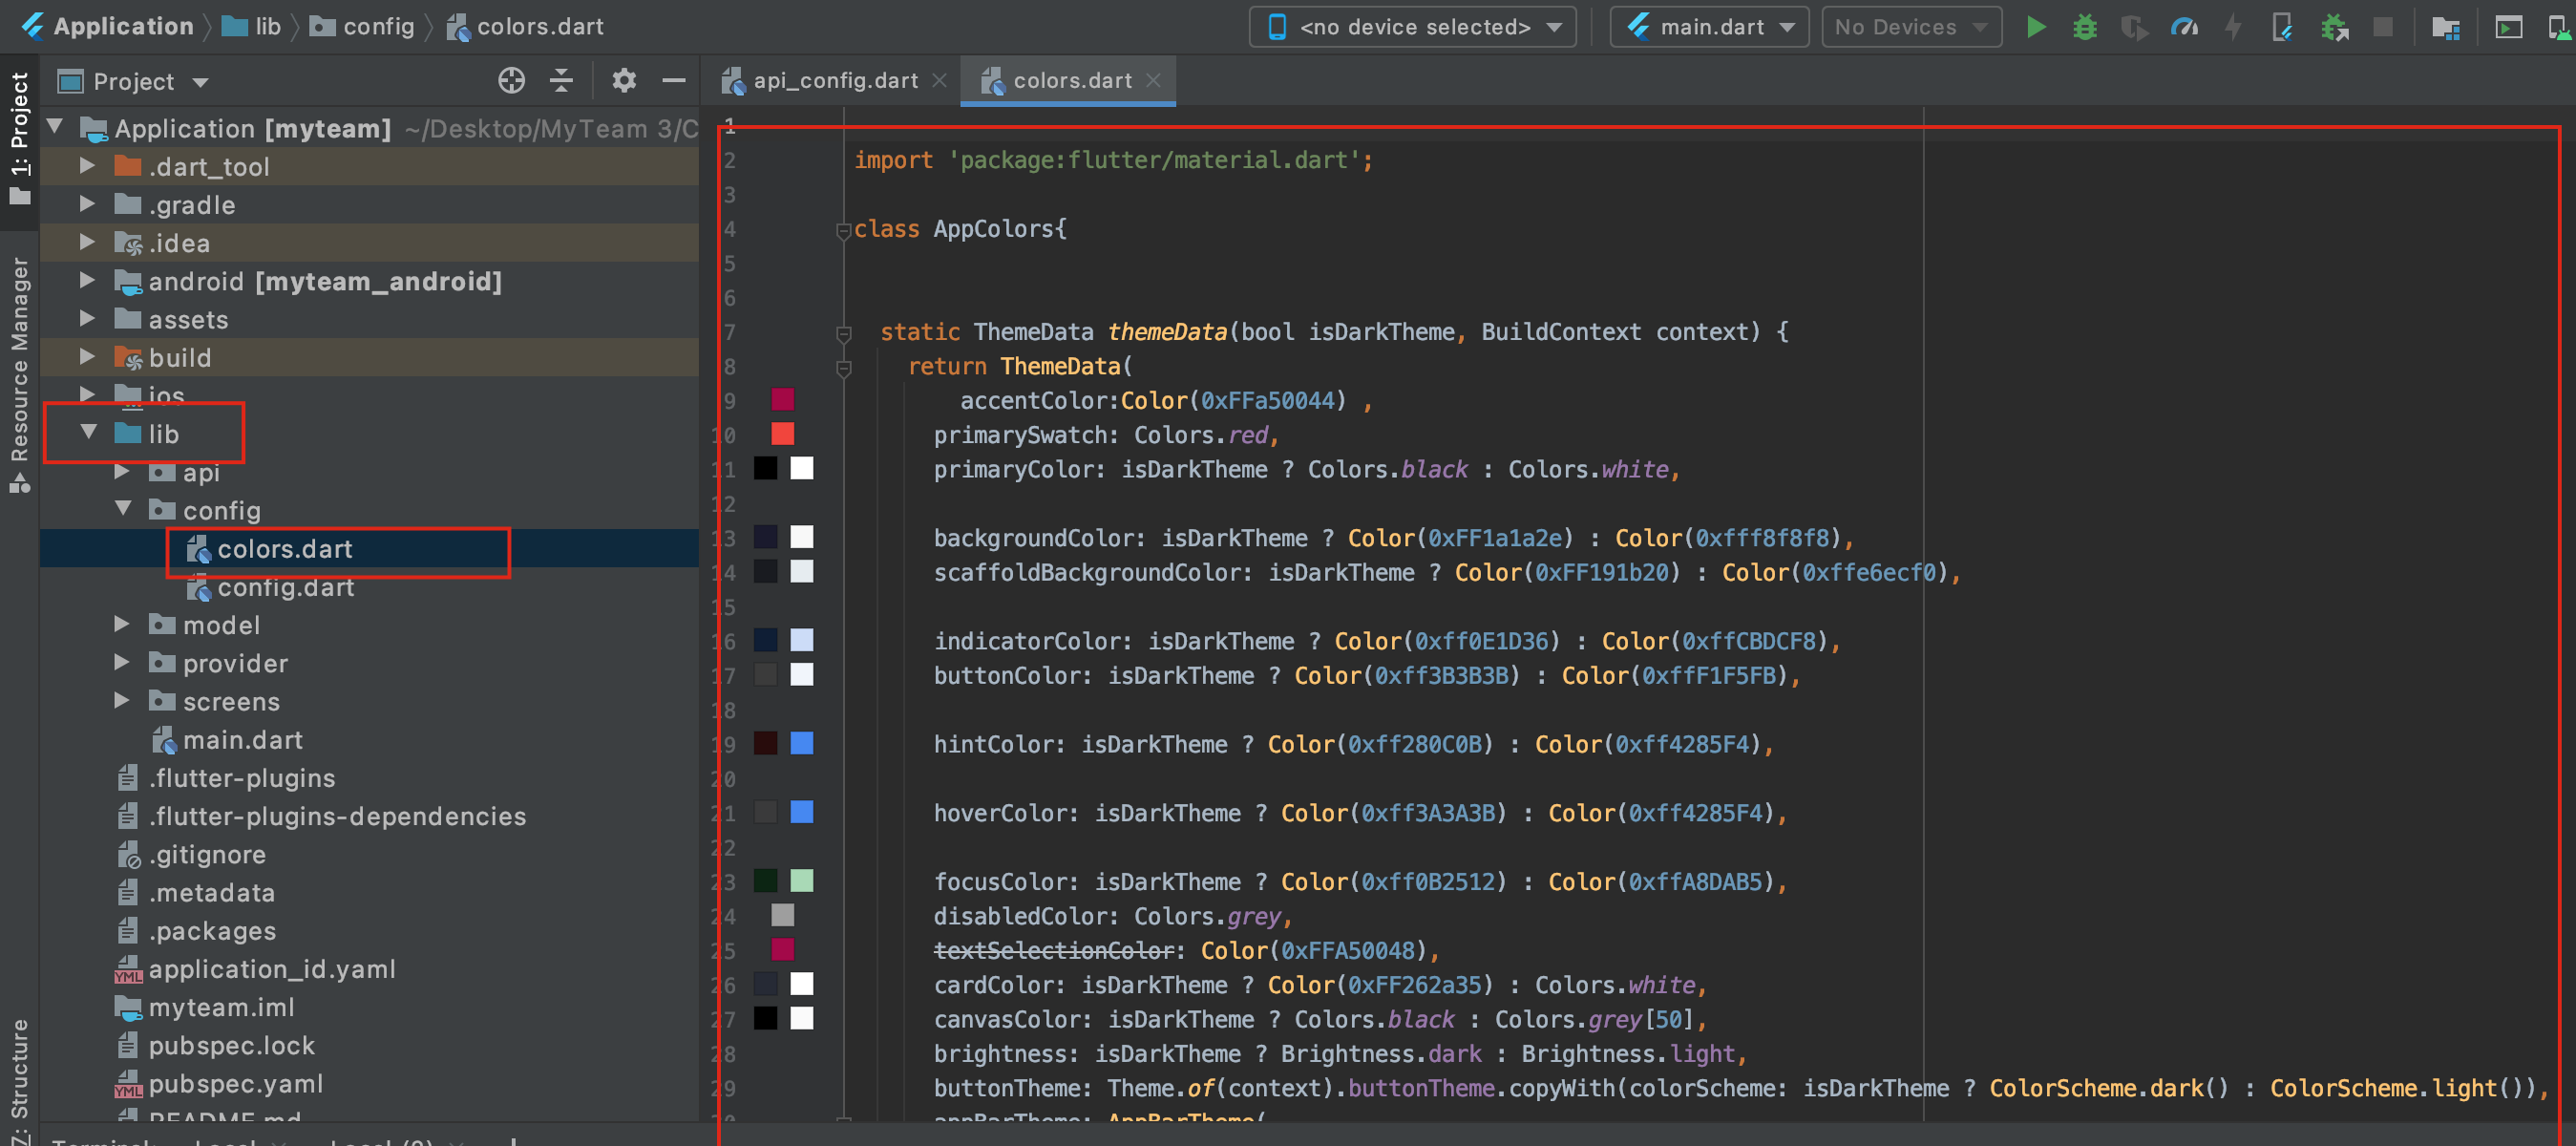 Application lib config colors.dart <no device selected> main.dart No Devices
Project
api_config.dart colors.dart
1: Project
Resource Manager
Structure
Application [myteam] ~/Desktop/MyTeam 3/C
.dart_tool
.gradle
.idea
android [myteam_android]
assets
build
ios
lib
api
config
colors.dart
config.dart
model
provider
screens
main.dart
.flutter-plugins
.flutter-plugins-dependencies
.gitignore
.metadata
.packages
application_id.yaml
myteam.iml
pubspec.lock
pubspec.yaml
README.md
1
2 import 'package:flutter/material.dart';
3
4 class AppColors{
5
6
7 static ThemeData themeData(bool isDarkTheme, BuildContext context) {
8 return ThemeData(
9 accentColor:Color(0xFFa50044) ,
10 primarySwatch: Colors.red,
11 primaryColor: isDarkTheme ? Colors.black : Colors.white,
12
13 backgroundColor: isDarkTheme ? Color(0xFF1a1a2e) : Color(0xfff8f8f8),
14 scaffoldBackgroundColor: isDarkTheme ? Color(0xFF191b20) : Color(0xffe6ecf0),
15
16 indicatorColor: isDarkTheme ? Color(0xff0E1D36) : Color(0xffCBDCF8),
17 buttonColor: isDarkTheme ? Color(0xff3B3B3B) : Color(0xffF1F5FB),
18
19 hintColor: isDarkTheme ? Color(0xff280C0B) : Color(0xff4285F4),
20
21 hoverColor: isDarkTheme ? Color(0xff3A3A3B) : Color(0xff4285F4),
22
23 focusColor: isDarkTheme ? Color(0xff0B2512) : Color(0xffA8DAB5),
24 disabledColor: Colors.grey,
25 textSelectionColor: Color(0xFFA50048),
26 cardColor: isDarkTheme ? Color(0xFF262a35) : Colors.white,
27 canvasColor: isDarkTheme ? Colors.black : Colors.grey[50],
28 brightness: isDarkTheme ? Brightness.dark : Brightness.light,
29 buttonTheme: Theme.of(context).buttonTheme.copyWith(colorScheme: isDarkTheme ? ColorScheme.dark() : ColorScheme.light()),
30 appBarTheme: AppBarTheme(